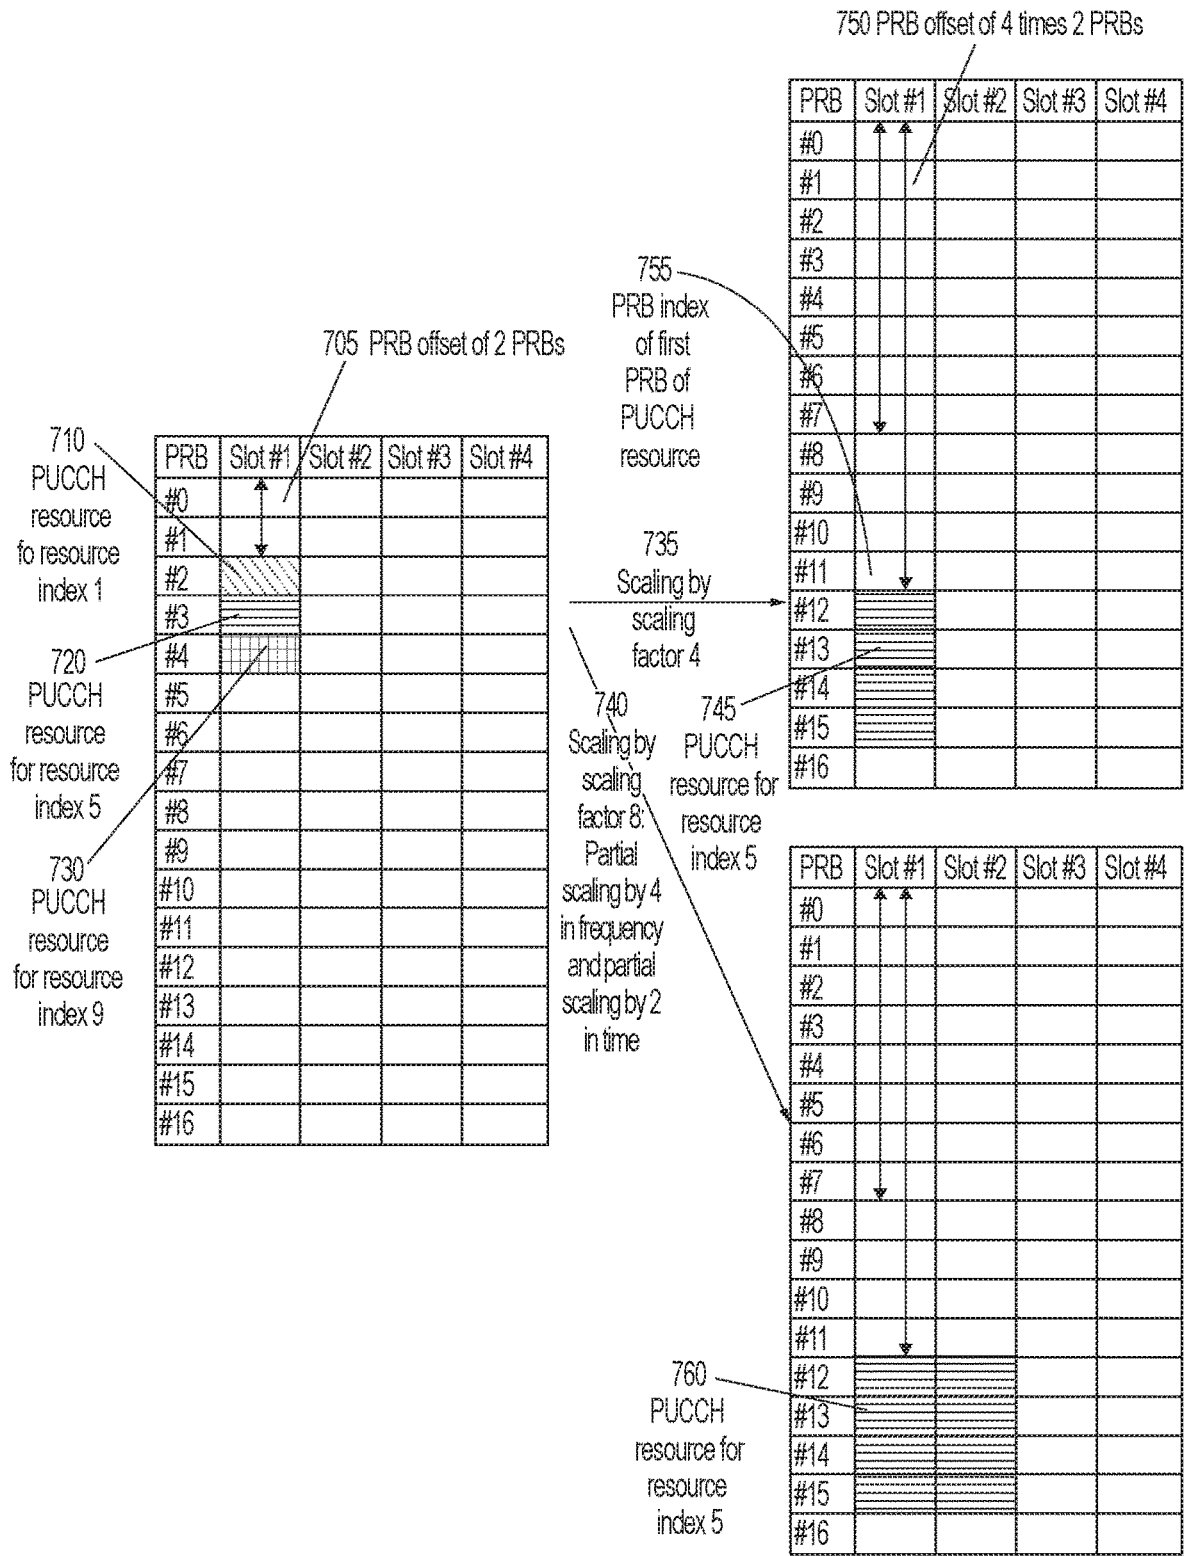 750 PRB offset of 4 times 2 PRBs
PRB Slot #1 Slot #2 Slot #3 Slot #4
#0
#1
#2
#3
#4
#5
#6
#7
#8
#9
#10
#11
#12
#13
#14
#15
#16
755
PRB index
of first
PRB of
PUCCH
resource
705 PRB offset of 2 PRBs
710
PUCCH
resource
fo resource
index 1
720
PUCCH
resource
for resource
index 5
730
PUCCH
resource
for resource
index 9
PRB Slot #1 Slot #2 Slot #3 Slot #4
#0
#1
#2
#3
#4
#5
#6
#7
#8
#9
#10
#11
#12
#13
#14
#15
#16
735
Scaling by
scaling
factor 4
740
Scaling by
scaling
factor 8:
Partial
scaling by 4
in frequency
and partial
scaling by 2
in time
745
PUCCH
resource for
resource
index 5
PRB Slot #1 Slot #2 Slot #3 Slot #4
#0
#1
#2
#3
#4
#5
#6
#7
#8
#9
#10
#11
#12
#13
#14
#15
#16
760
PUCCH
resource for
resource
index 5